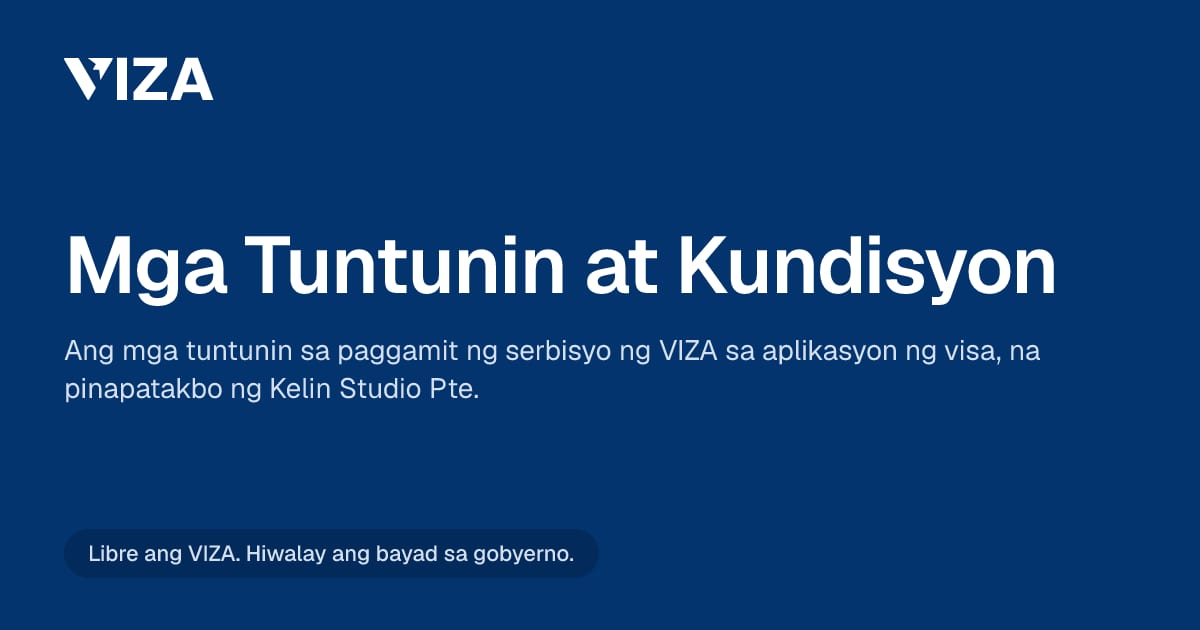 VIZA
Mga Tuntunin at Kundisyon
Ang mga tuntunin sa paggamit ng serbisyo ng VIZA sa aplikasyon ng visa, na
pinapatakbo ng Kelin Studio Pte.
Libre ang VIZA. Hiwalay ang bayad sa gobyerno.